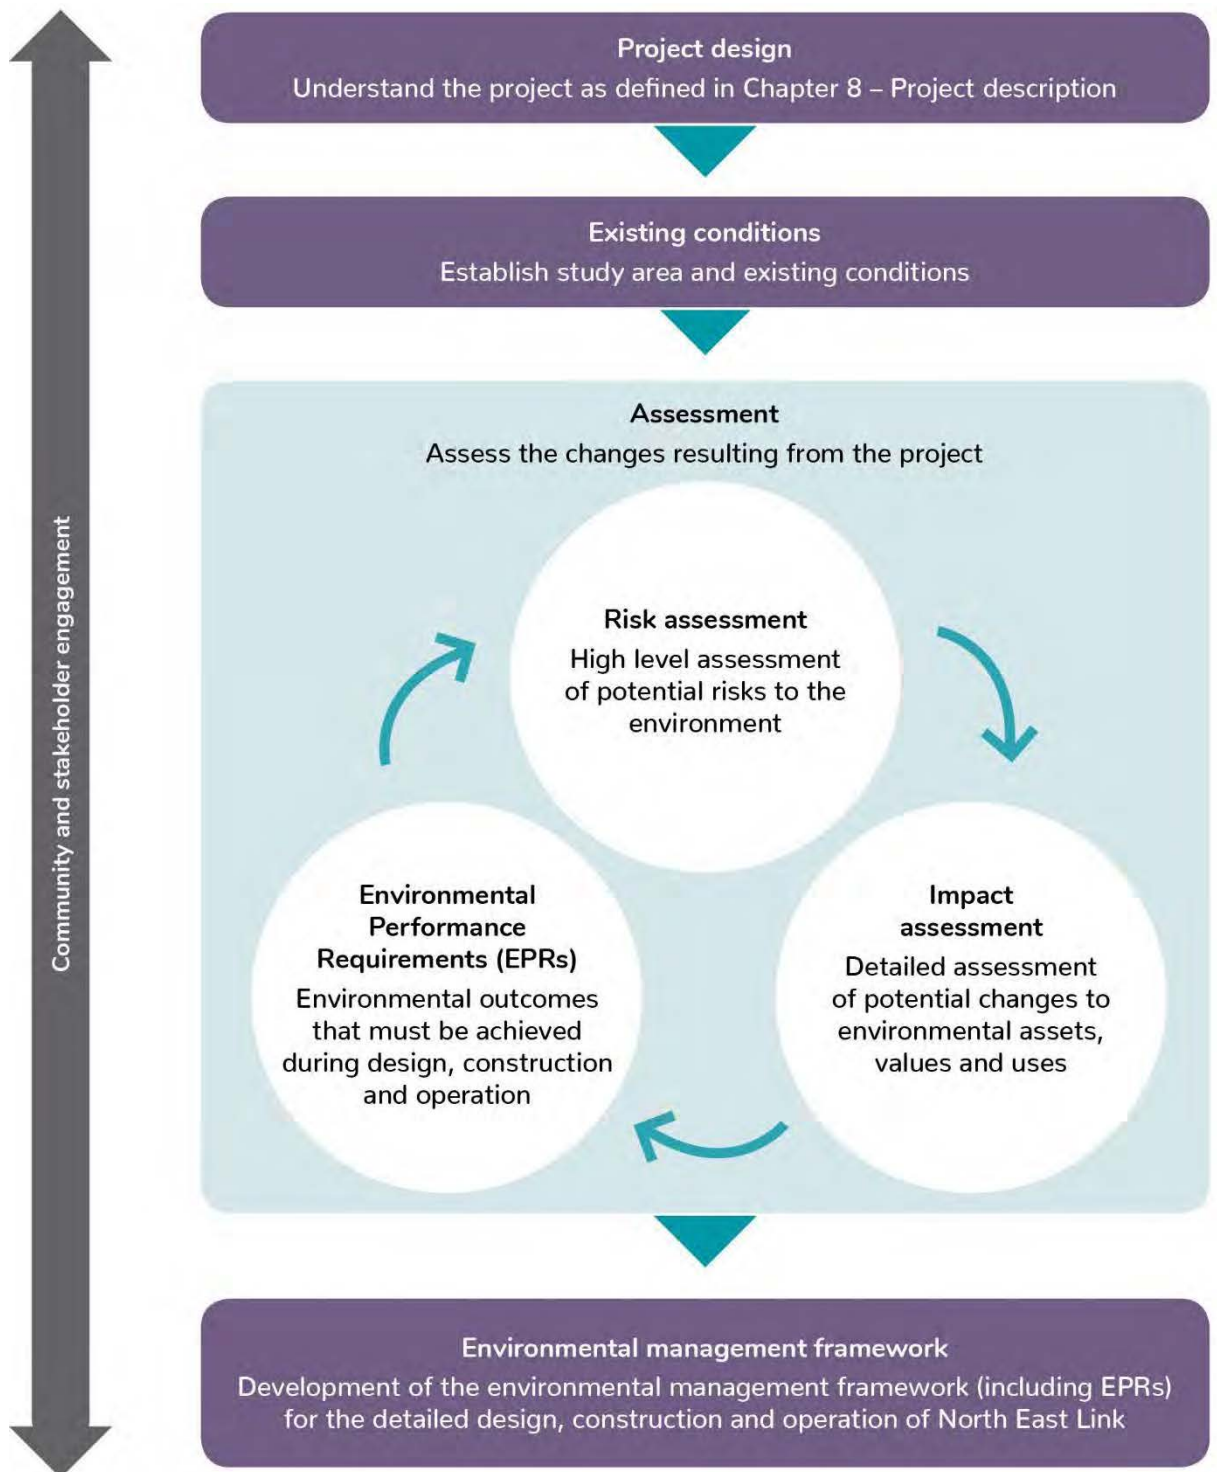 Project design
Understand the project as defined in Chapter 8 – Project description
Existing conditions
Establish study area and existing conditions
Assessment
Assess the changes resulting from the project
Risk assessment
High level assessment
of potential risks to the
environment
Impact
assessment
Detailed assessment
of potential changes to
environmental assets,
values and uses
Environmental
Performance
Requirements (EPRs)
Environmental outcomes
that must be achieved
during design, construction
and operation
Environmental management framework
Development of the environmental management framework (including EPRs)
for the detailed design, construction and operation of North East Link
Community and stakeholder engagement